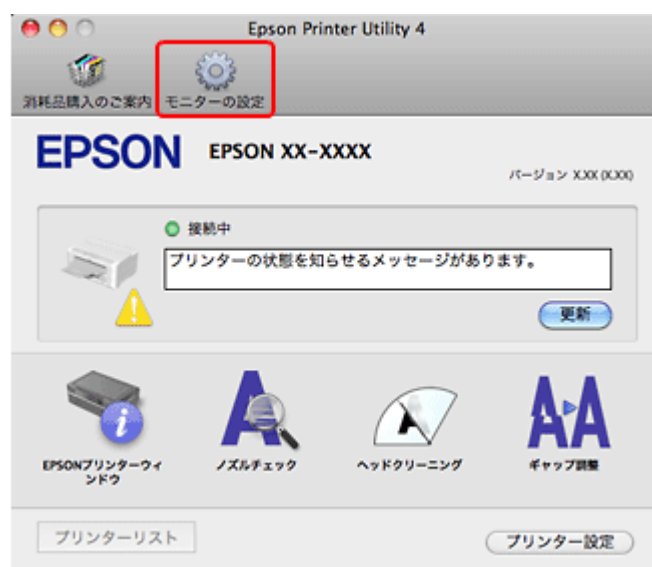 Epson Printer Utility 4
消耗品購入のご案内 モニターの設定
EPSON EPSON XX-XXXX
バージョン X.XX (X.XX)
接続中
プリンターの状態を知らせるメッセージがあります。
更新
EPSONプリンターウィ
ンドウ
ノズルチェック
ヘッドクリーニング
ギャップ調整
プリンターリスト
プリンター設定